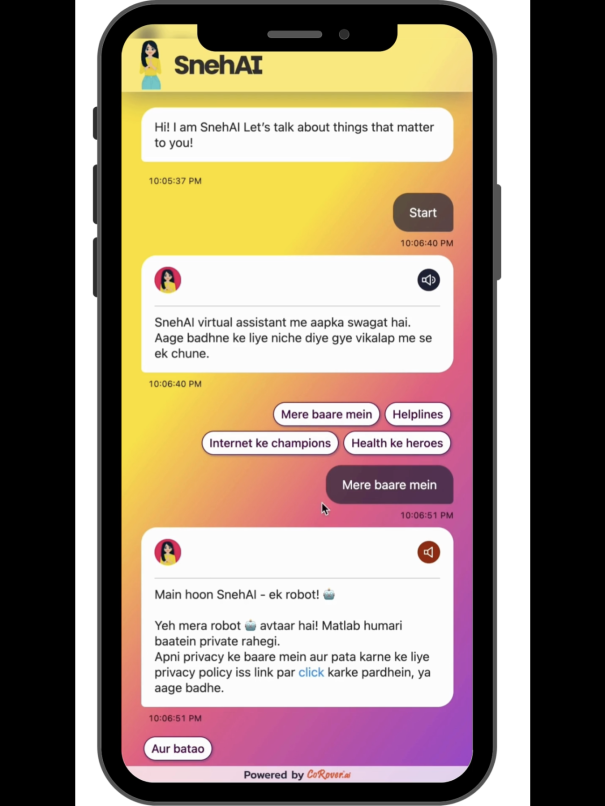 SnehAI
Hi! I am SnehAI Let's talk about things that matter
to you!
10:05:37 PM
Start
10:06:40 PM
SnehAI virtual assistant me aapka swagat hai.
Aage badhne ke liye niche diye gye vikalap me se
ek chune.
10:06:40 PM
Mere baare mein Helplines
Internet ke champions Health ke heroes
Mere baare mein
10:06:51 PM
Main hoon SnehAI - ek robot! 🤖
Yeh mera robot 🤖 avtaar hai! Matlab humari
baatein private rahegi.
Apni privacy ke baare mein aur pata karne ke liye
privacy policy iss link par click karke pardhein, ya
aage badhe.
10:06:51 PM
Aur batao
Powered by CoRover.ai